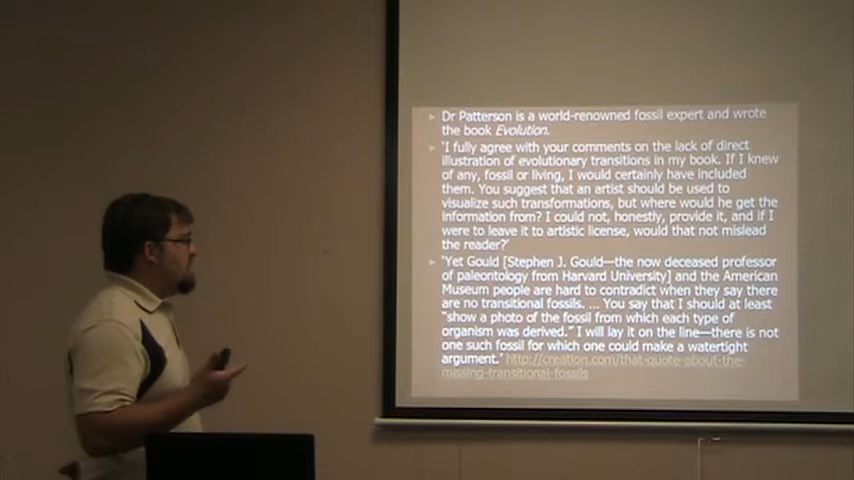 Dr Patterson is a world-renowned fossil expert and wrote
the book Evolution.
'I fully agree with your comments on the lack of direct
illustration of evolutionary transitions in my book. If I knew
of any, fossil or living, I would certainly have included
them. You suggest that an artist should be used to
visualize such transformations, but where would he get the
information from? I could not, honestly, provide it, and if I
were to leave it to artistic license, would that not mislead
the reader?'
'Yet Gould [Stephen J. Gould—the now deceased professor
of paleontology from Harvard University] and the American
Museum people are hard to contradict when they say there
are no transitional fossils. ... You say that I should at least
"show a photo of the fossil from which each type of
organism was derived." I will lay it on the line—there is not
one such fossil for which one could make a watertight
argument.' http://creation.com/that-quote-about-the-
missing-transitional-fossils